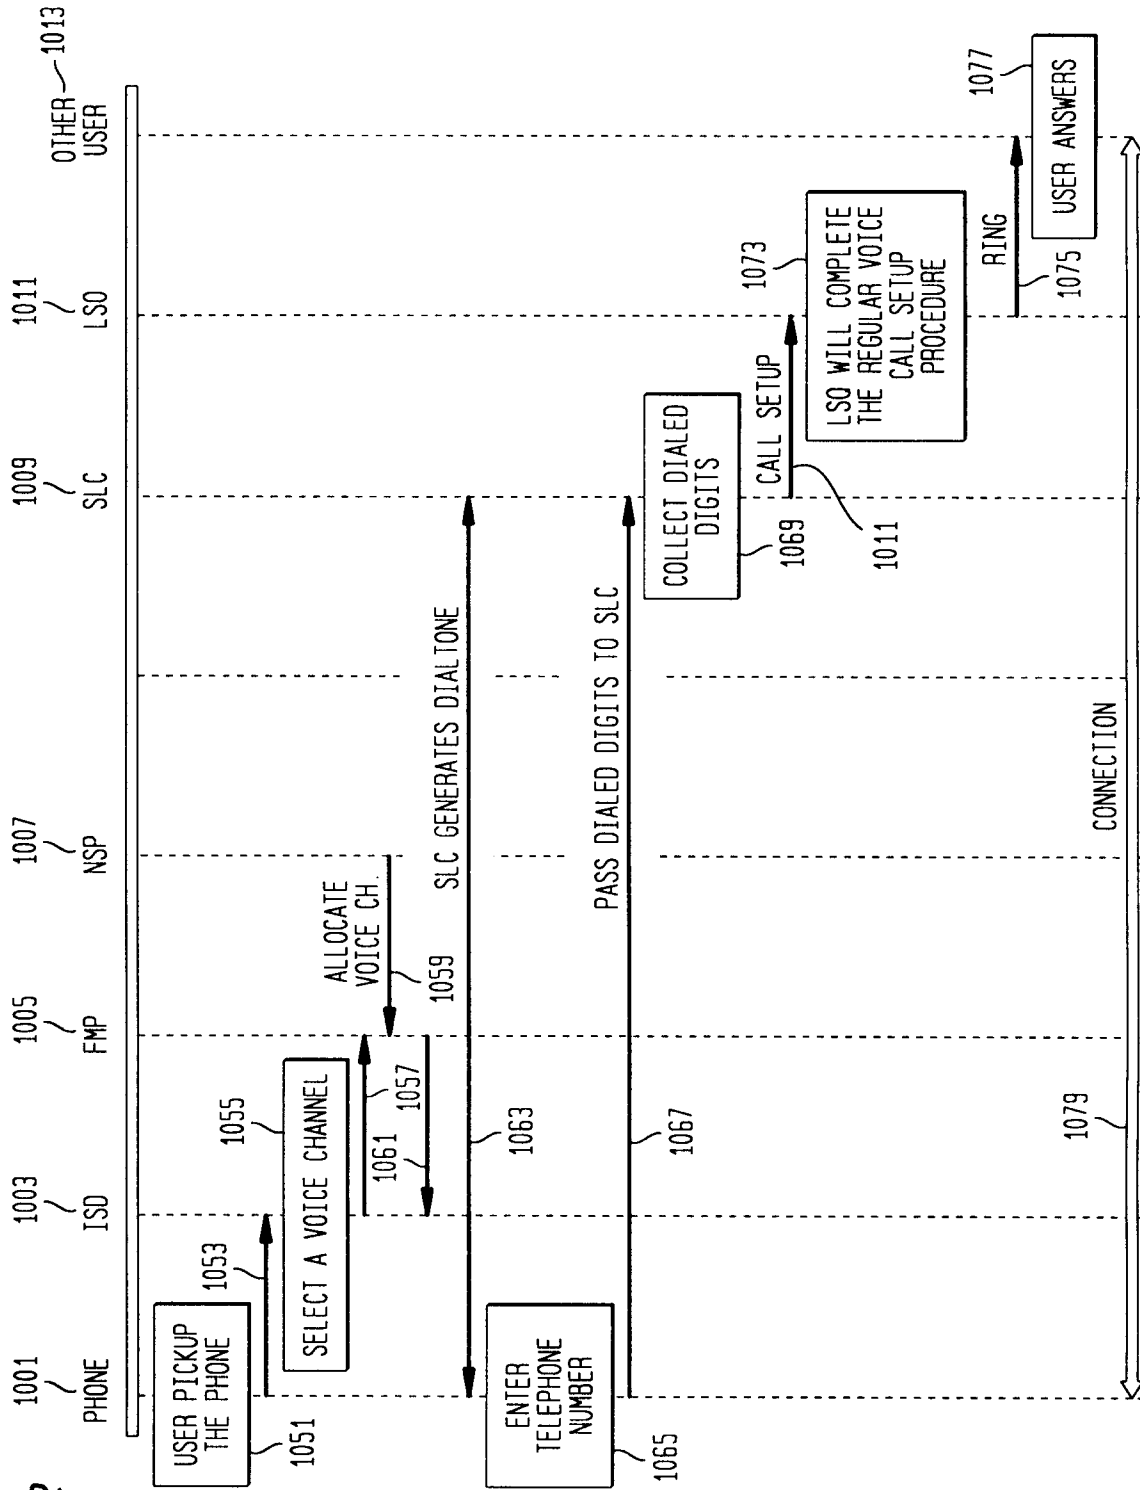 1001
PHONE
1003
ISD
1005
FMP
1007
NSP
1009
SLC
1011
LSO
OTHER 1013
USER
USER PICKUP
THE PHONE
1051
1053
1055
SELECT A VOICE CHANNEL
1061
1057
ALLOCATE
VOICE CH.
1059
SLC GENERATES DIALTONE
1063
ENTER
TELEPHONE
NUMBER
1065
PASS DIALED DIGITS TO SLC
1067
COLLECT DIALED
DIGITS
1069
CALL SETUP
1011
1073
LSO WILL COMPLETE
THE REGULAR VOICE
CALL SETUP
PROCEDURE
RING
1075
1077
USER ANSWERS
CONNECTION
1079